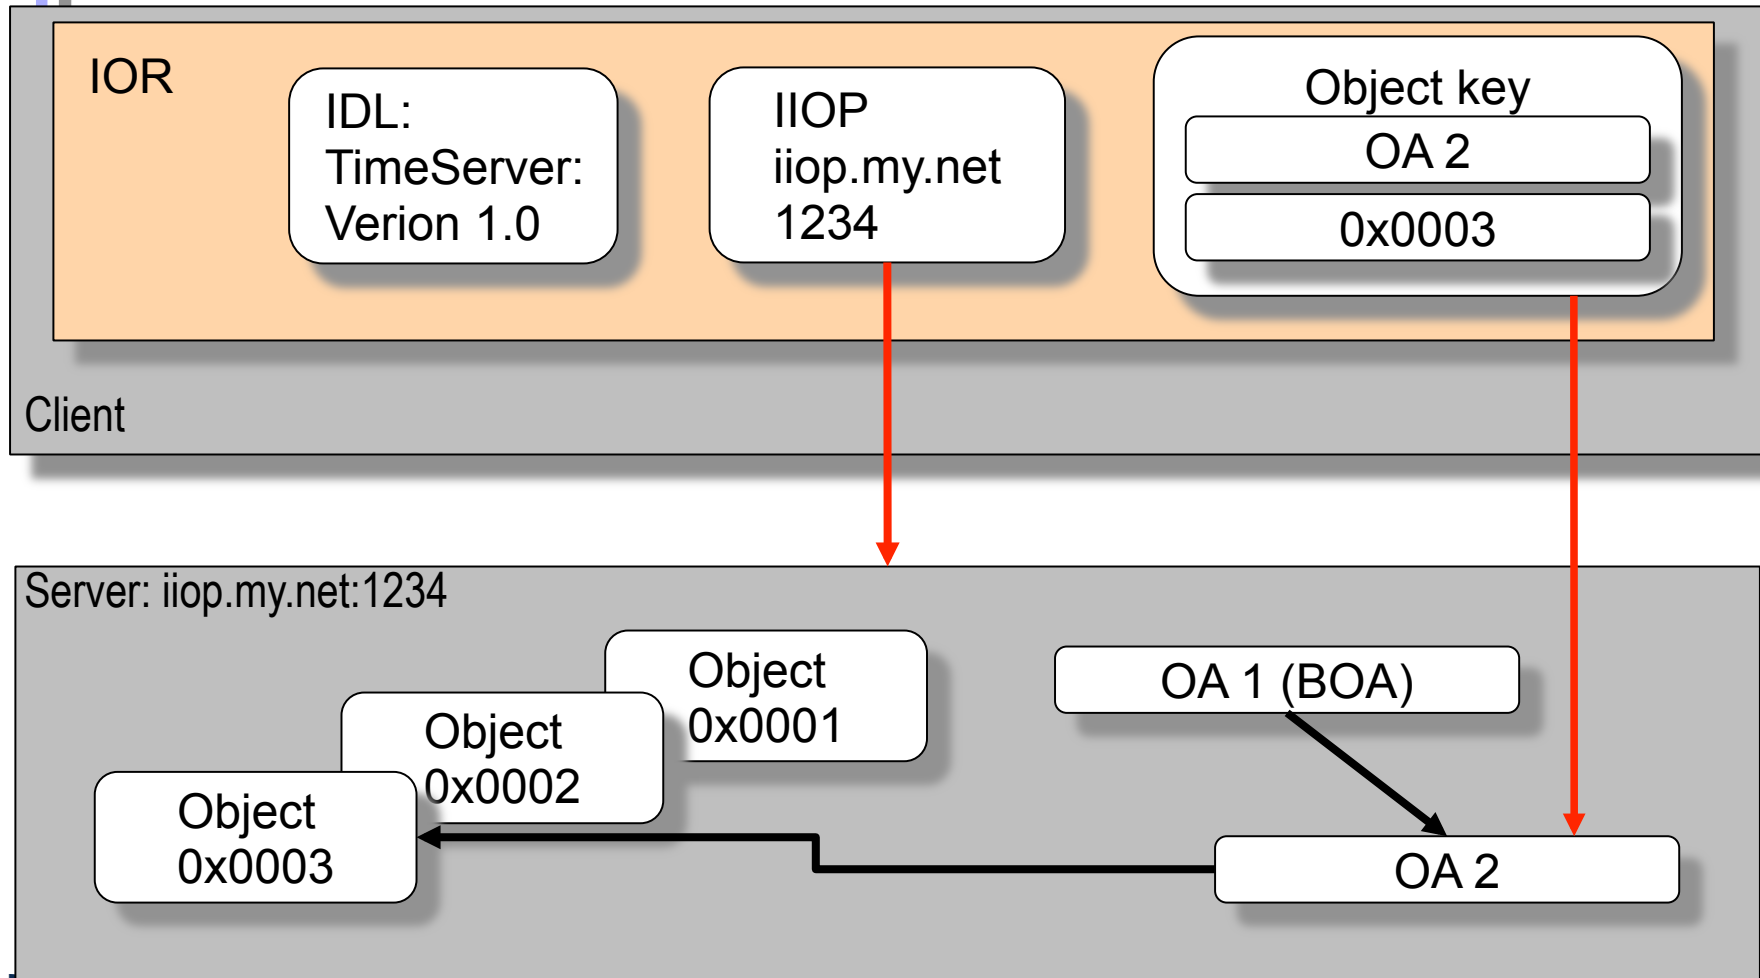 IOR
IDL:
TimeServer:
Verion 1.0
IIOP
iiop.my.net
1234
Object key
OA 2
0x0003
Client
Server: iiop.my.net:1234
Object
0x0001
Object
0x0002
Object
0x0003
OA 1 (BOA)
OA 2